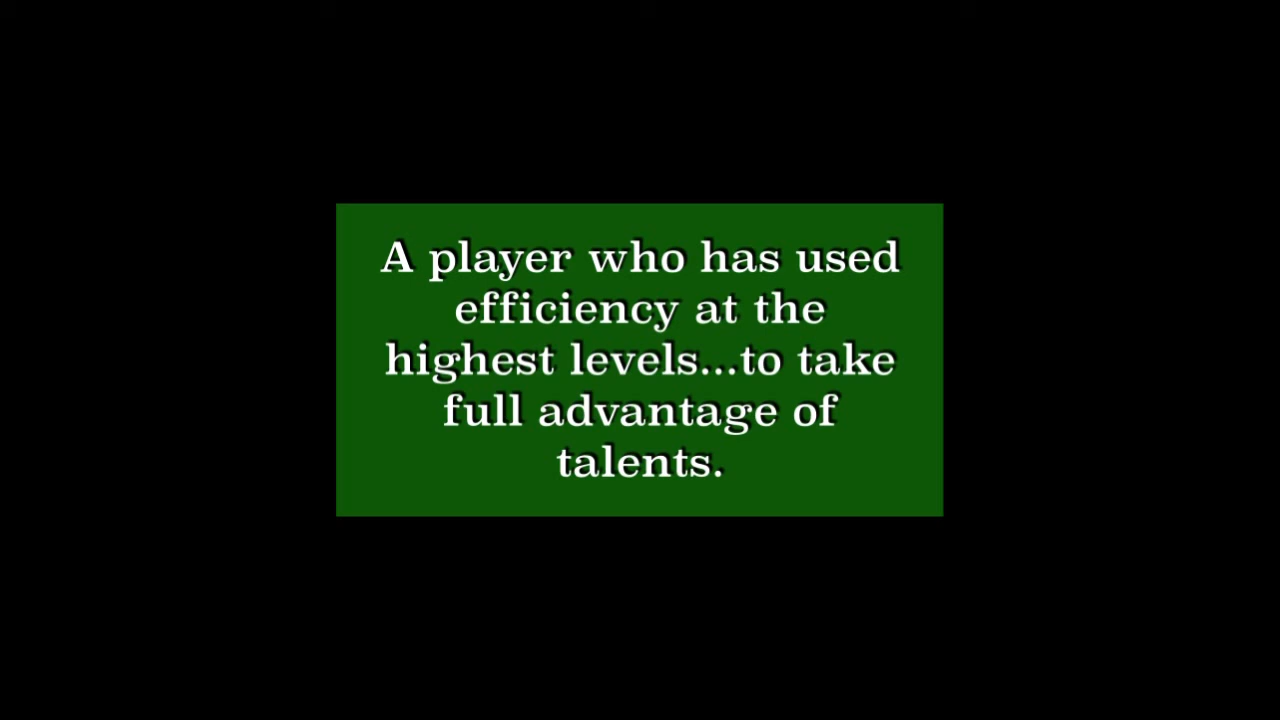 A player who has used
efficiency at the
highest levels...to take
full advantage of
talents.